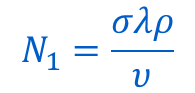 N₁ = σλρ / υ